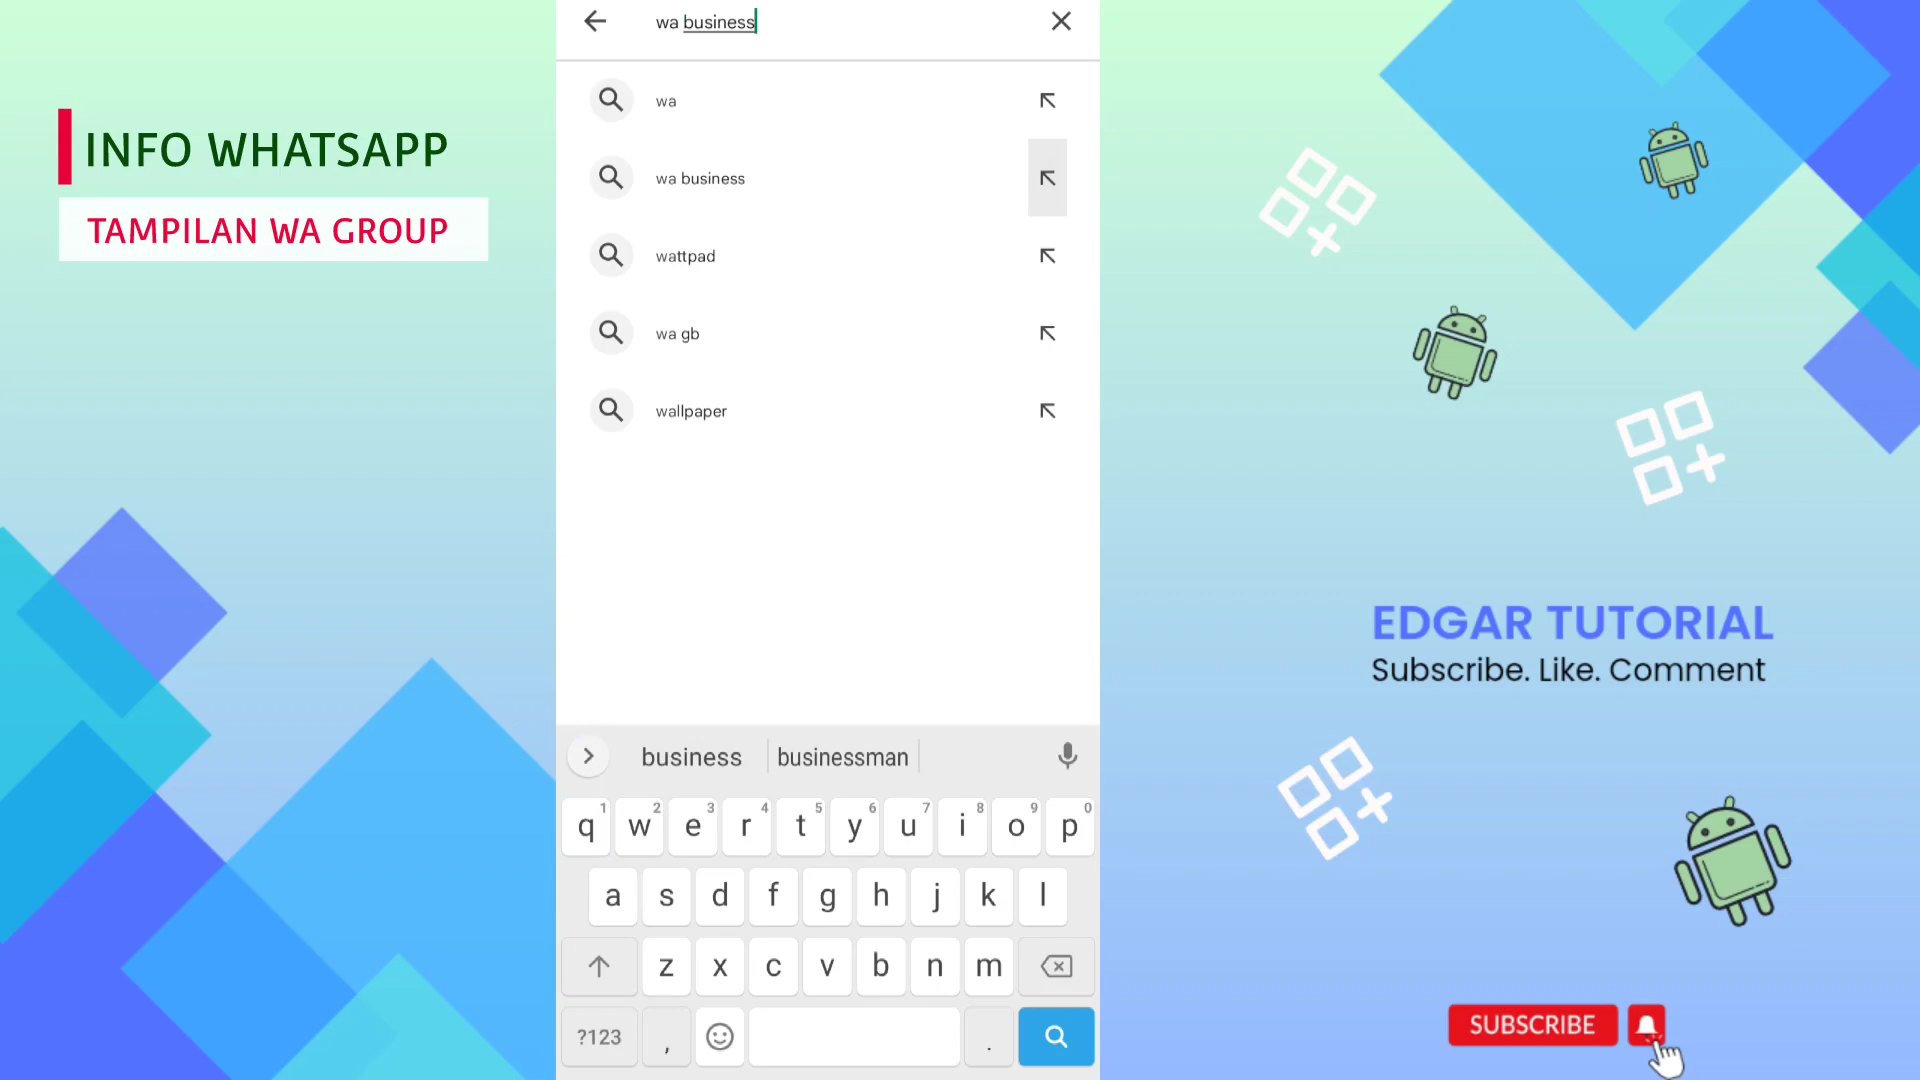 INFO WHATSAPP
TAMPILAN WA GROUP
wa business
wa
wa business
wattpad
wa gb
wallpaper
business businessman
1 2 3 4 5 6 7 8 9 0
q w e r t y u i o p
a s d f g h j k l
z x c v b n m
?123 , .
EDGAR TUTORIAL
Subscribe. Like. Comment
SUBSCRIBE